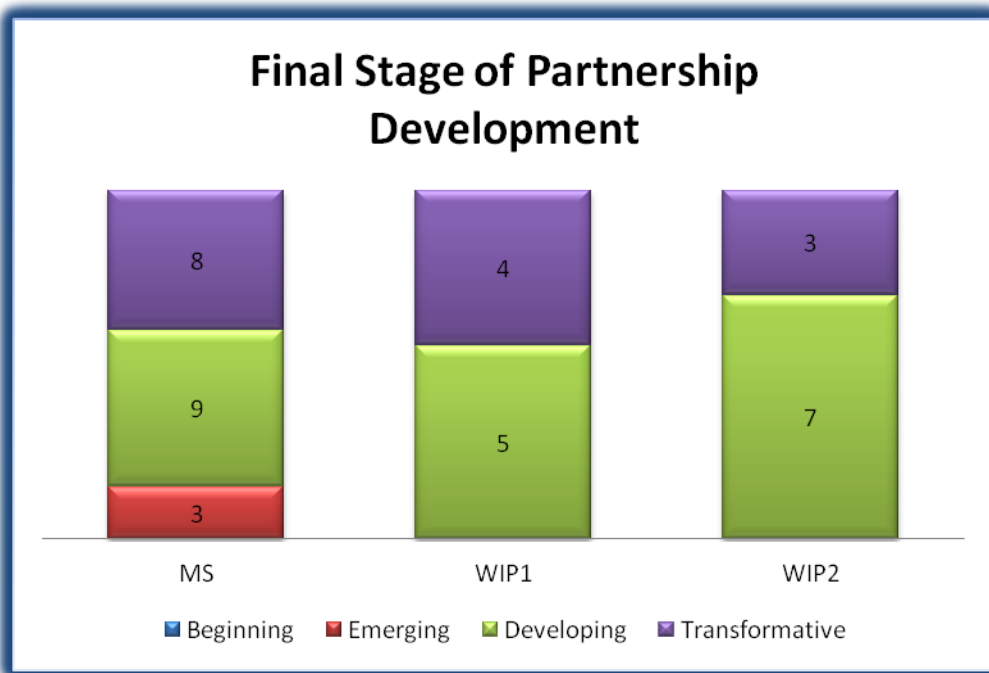 Final Stage of Partnership
Development
8
4
3
9
5
7
3
MS WIP1 WIP2
Beginning Emerging Developing Transformative